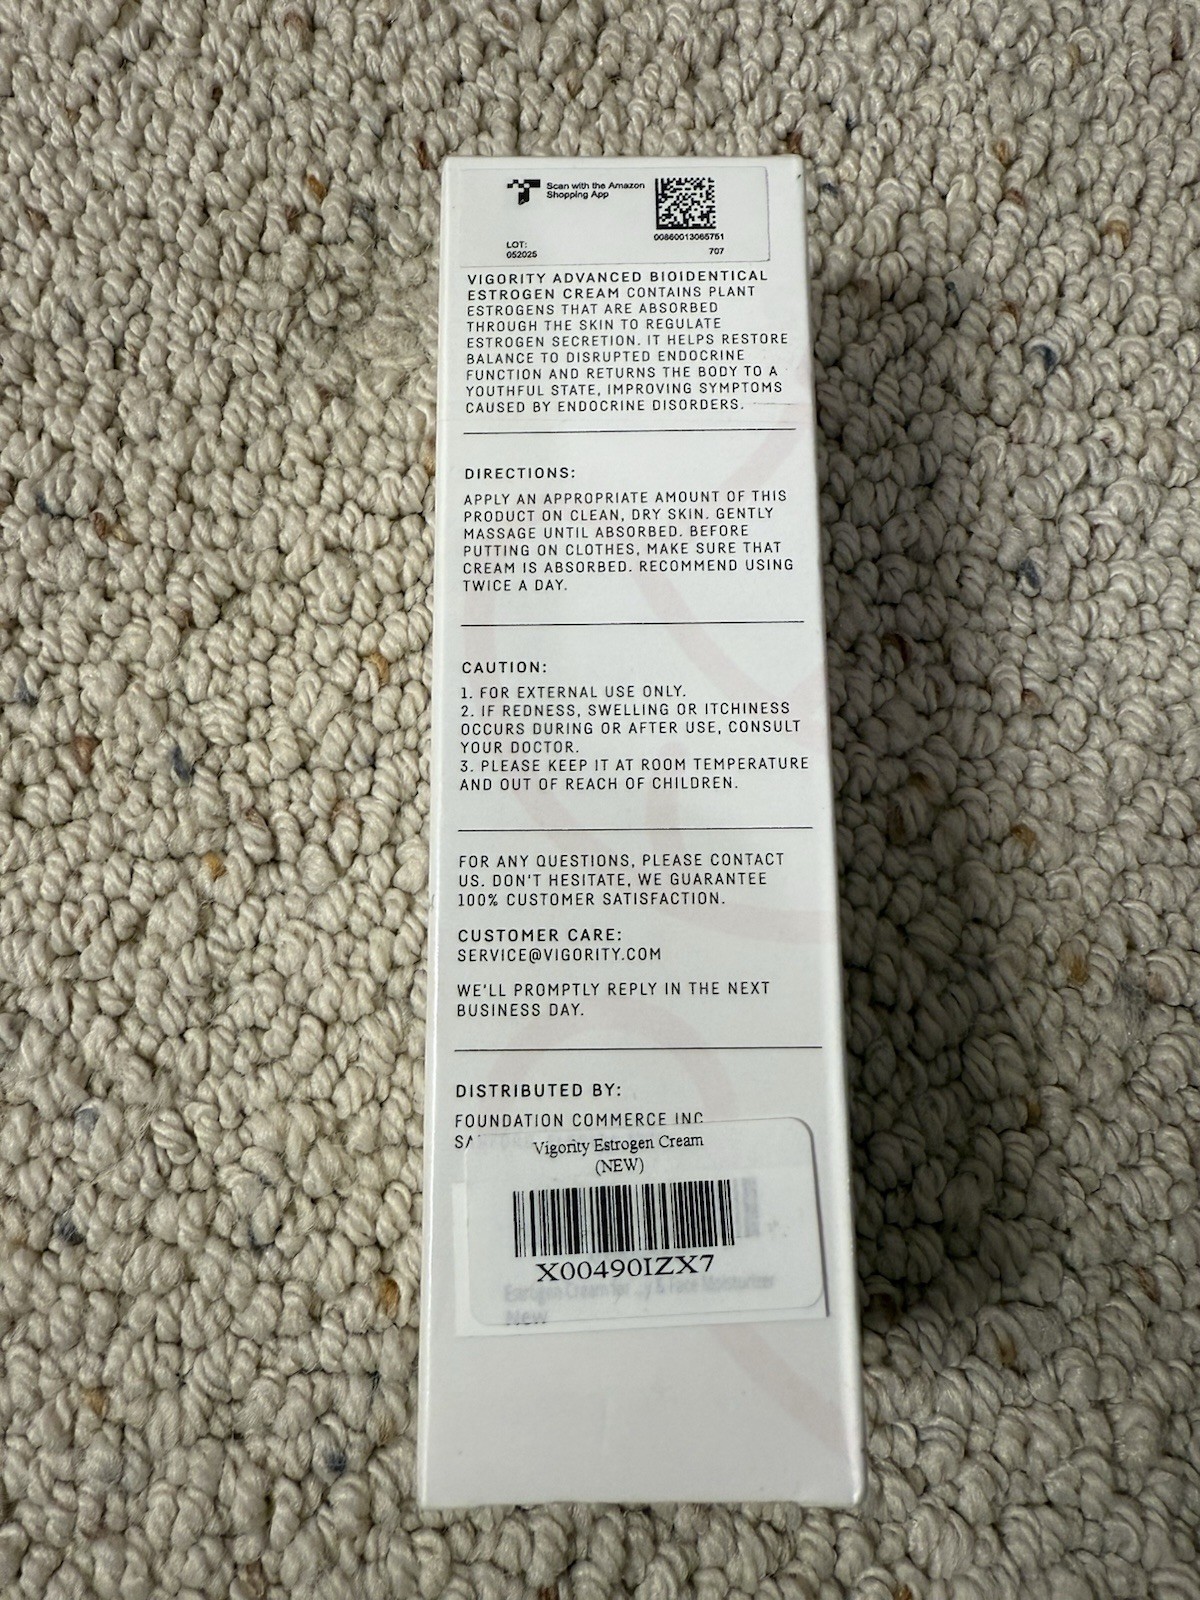 Scan with the Amazon
Shopping App
LOT:
052025
00860013065751
707
VIGORITY ADVANCED BIOIDENTICAL
ESTROGEN CREAM CONTAINS PLANT
ESTROGENS THAT ARE ABSORBED
THROUGH THE SKIN TO REGULATE
ESTROGEN SECRETION. IT HELPS RESTORE
BALANCE TO DISRUPTED ENDOCRINE
FUNCTION AND RETURNS THE BODY TO A
YOUTHFUL STATE, IMPROVING SYMPTOMS
CAUSED BY ENDOCRINE DISORDERS.
DIRECTIONS:
APPLY AN APPROPRIATE AMOUNT OF THIS
PRODUCT ON CLEAN, DRY SKIN. GENTLY
MASSAGE UNTIL ABSORBED. BEFORE
PUTTING ON CLOTHES, MAKE SURE THAT
CREAM IS ABSORBED. RECOMMEND USING
TWICE A DAY.
CAUTION:
1. FOR EXTERNAL USE ONLY.
2. IF REDNESS, SWELLING OR ITCHINESS
OCCURS DURING OR AFTER USE, CONSULT
YOUR DOCTOR.
3. PLEASE KEEP IT AT ROOM TEMPERATURE
AND OUT OF REACH OF CHILDREN.
FOR ANY QUESTIONS, PLEASE CONTACT
US. DON'T HESITATE, WE GUARANTEE
100% CUSTOMER SATISFACTION.
CUSTOMER CARE:
SERVICE@VIGORITY.COM
WE'LL PROMPTLY REPLY IN THE NEXT
BUSINESS DAY.
DISTRIBUTED BY:
FOUNDATION COMMERCE INC
Vigority Estrogen Cream
(NEW)
X00490IZX7
Estrogen Cream for & Face Moisturizer
New